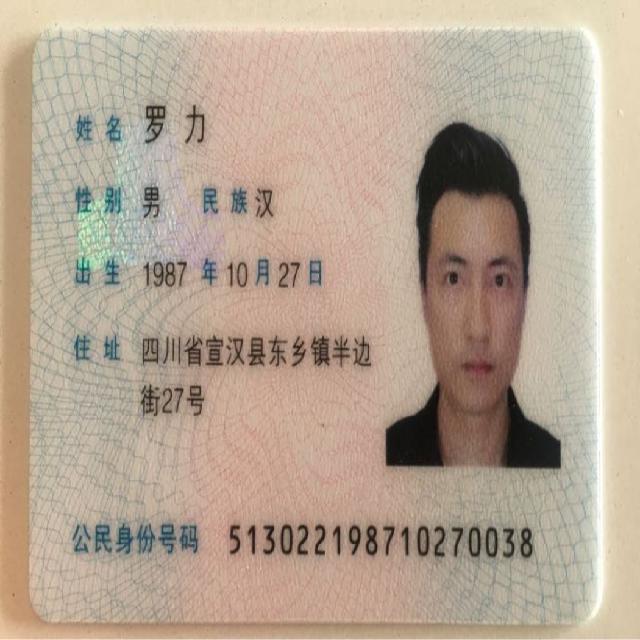 姓名 罗力
性别 男 民族 汉
出生 1987 年 10 月 27 日
住址 四川省宣汉县东乡镇半边
街27号
公民身份号码 513022198710270038